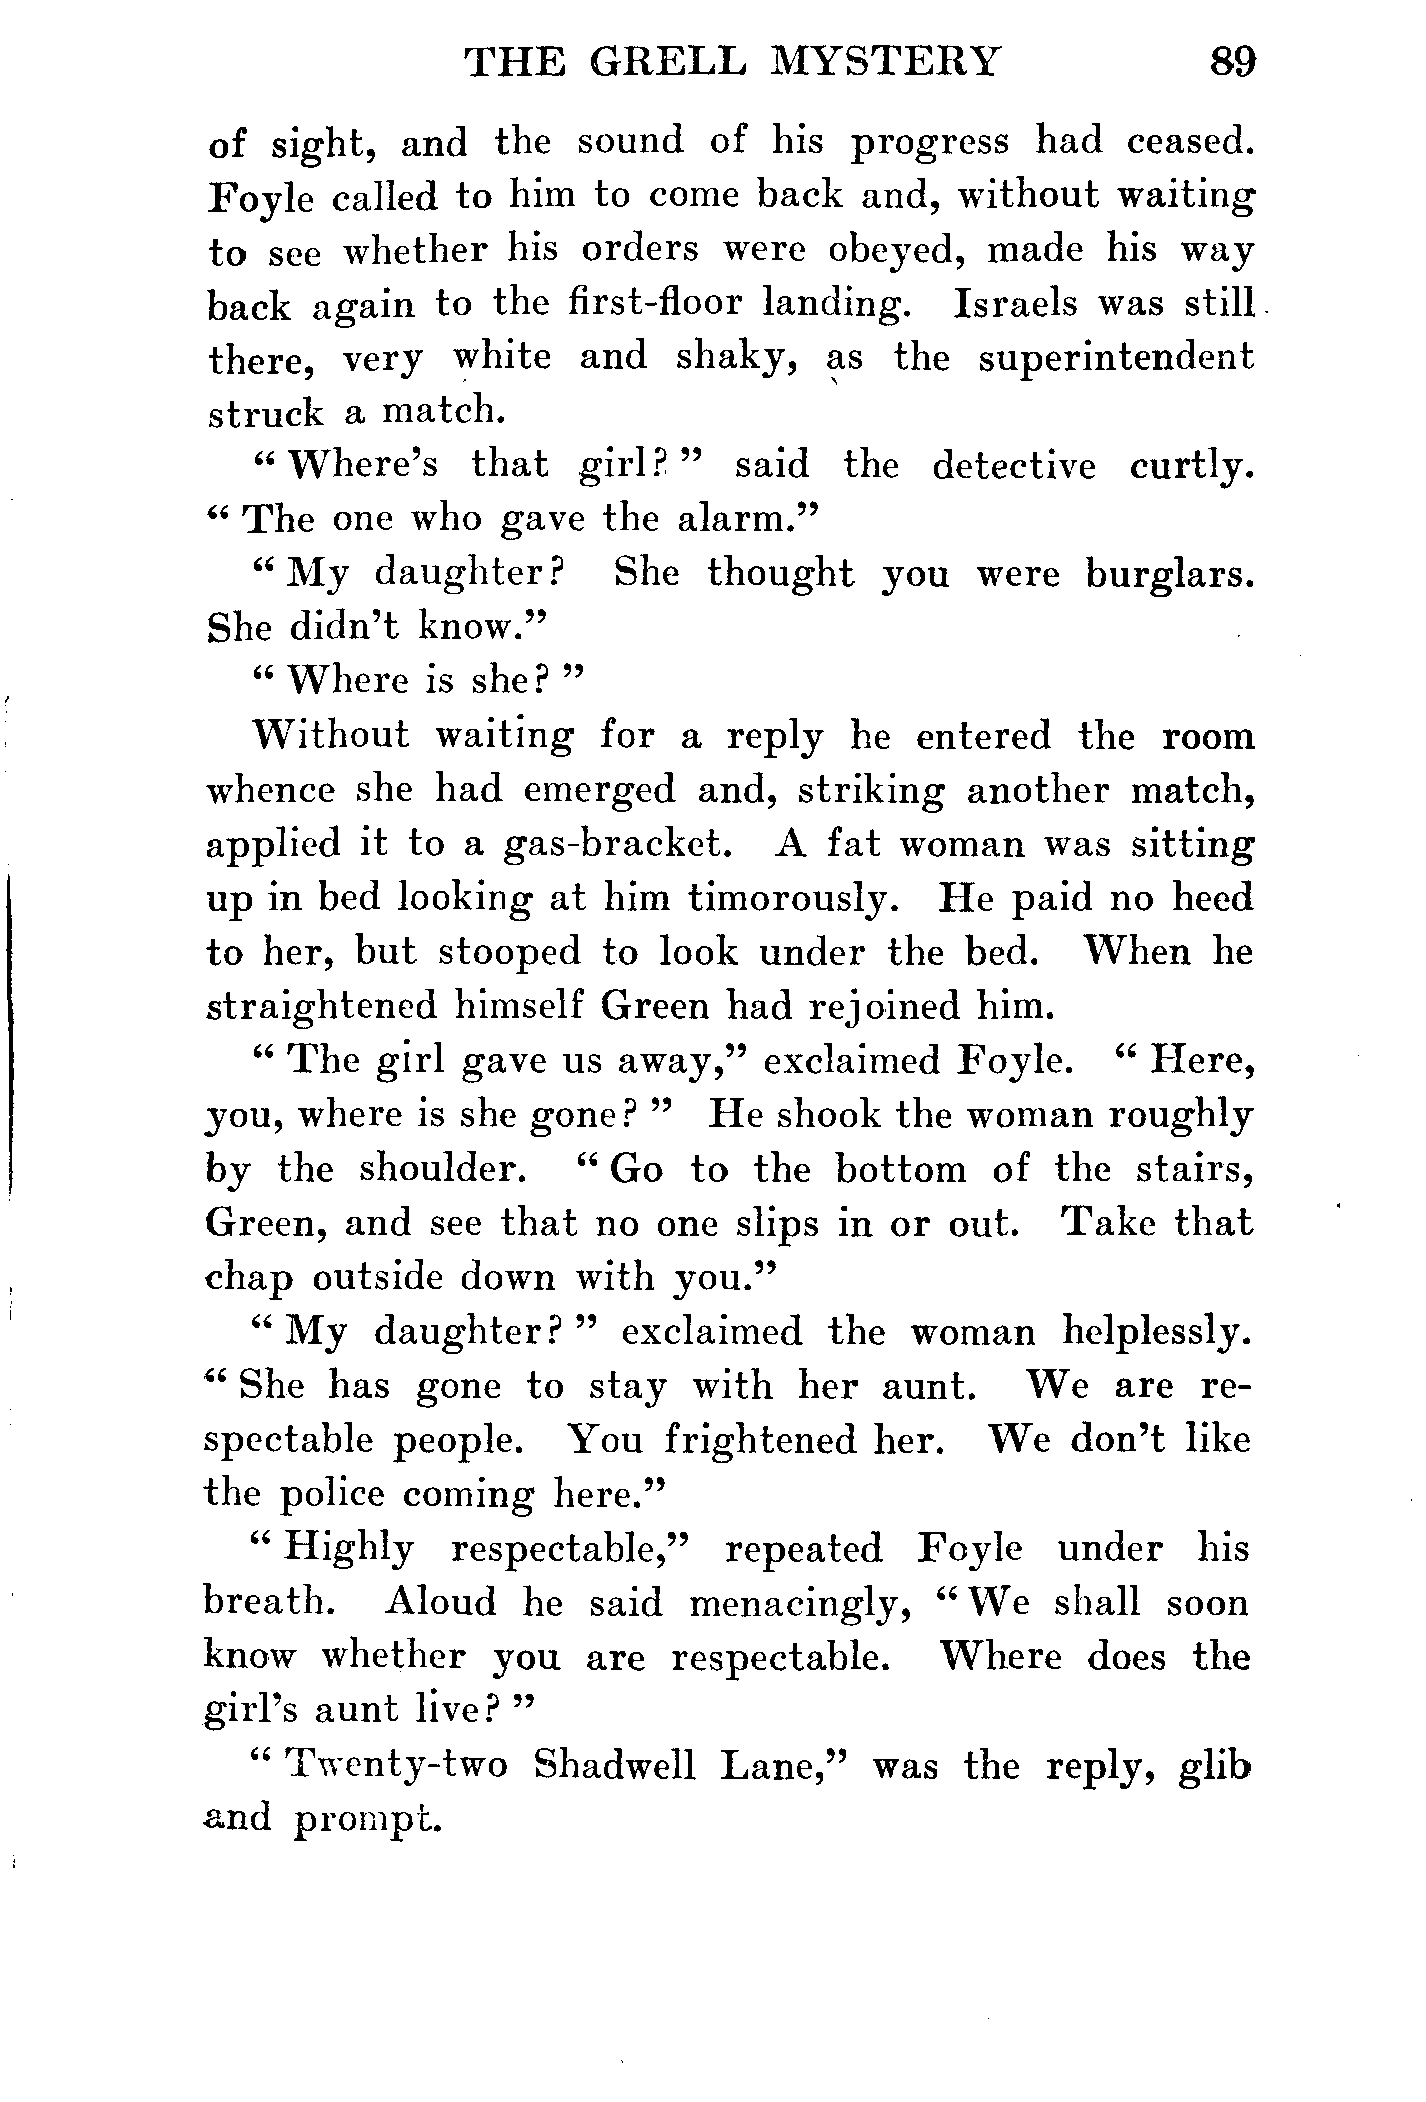 THE GRELL MYSTERY 89
of sight, and the sound of his progress had ceased.
Foyle called to him to come back and, without waiting
to see whether his orders were obeyed, made his way
back again to the first-floor landing. Israels was still
there, very white and shaky, as the superintendent
struck a match.
“ Where’s that girl? ” said the detective curtly.
“ The one who gave the alarm.”
“ My daughter? She thought you were burglars.
She didn’t know.”
“ Where is she? ”
Without waiting for a reply he entered the room
whence she had emerged and, striking another match,
applied it to a gas-bracket. A fat woman was sitting
up in bed looking at him timorously. He paid no heed
to her, but stooped to look under the bed. When he
straightened himself Green had rejoined him.
“ The girl gave us away,” exclaimed Foyle. “ Here,
you, where is she gone? ” He shook the woman roughly
by the shoulder. “ Go to the bottom of the stairs,
Green, and see that no one slips in or out. Take that
chap outside down with you.”
“ My daughter? ” exclaimed the woman helplessly.
“ She has gone to stay with her aunt. We are re-
spectable people. You frightened her. We don’t like
the police coming here.”
“ Highly respectable,” repeated Foyle under his
breath. Aloud he said menacingly, “ We shall soon
know whether you are respectable. Where does the
girl’s aunt live? ”
“ Twenty-two Shadwell Lane,” was the reply, glib
and prompt.